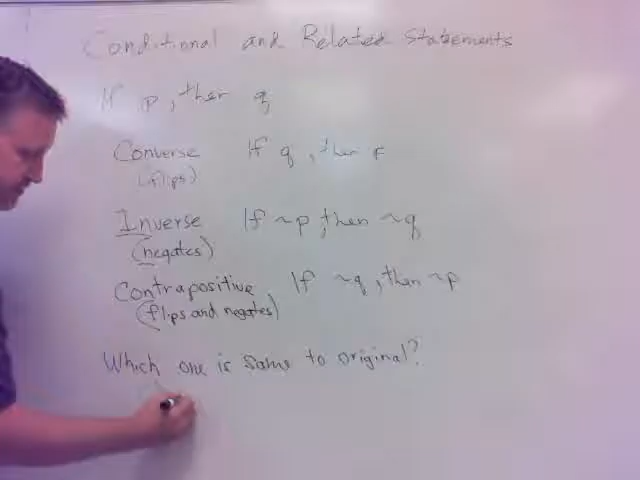 Conditional and Related Statements
If p, then q
Converse If q, then p
(flips)
Inverse If ~p, then ~q
(negates)
Contrapositive If ~q, then ~p
(flips and negates)
Which one is same to original?